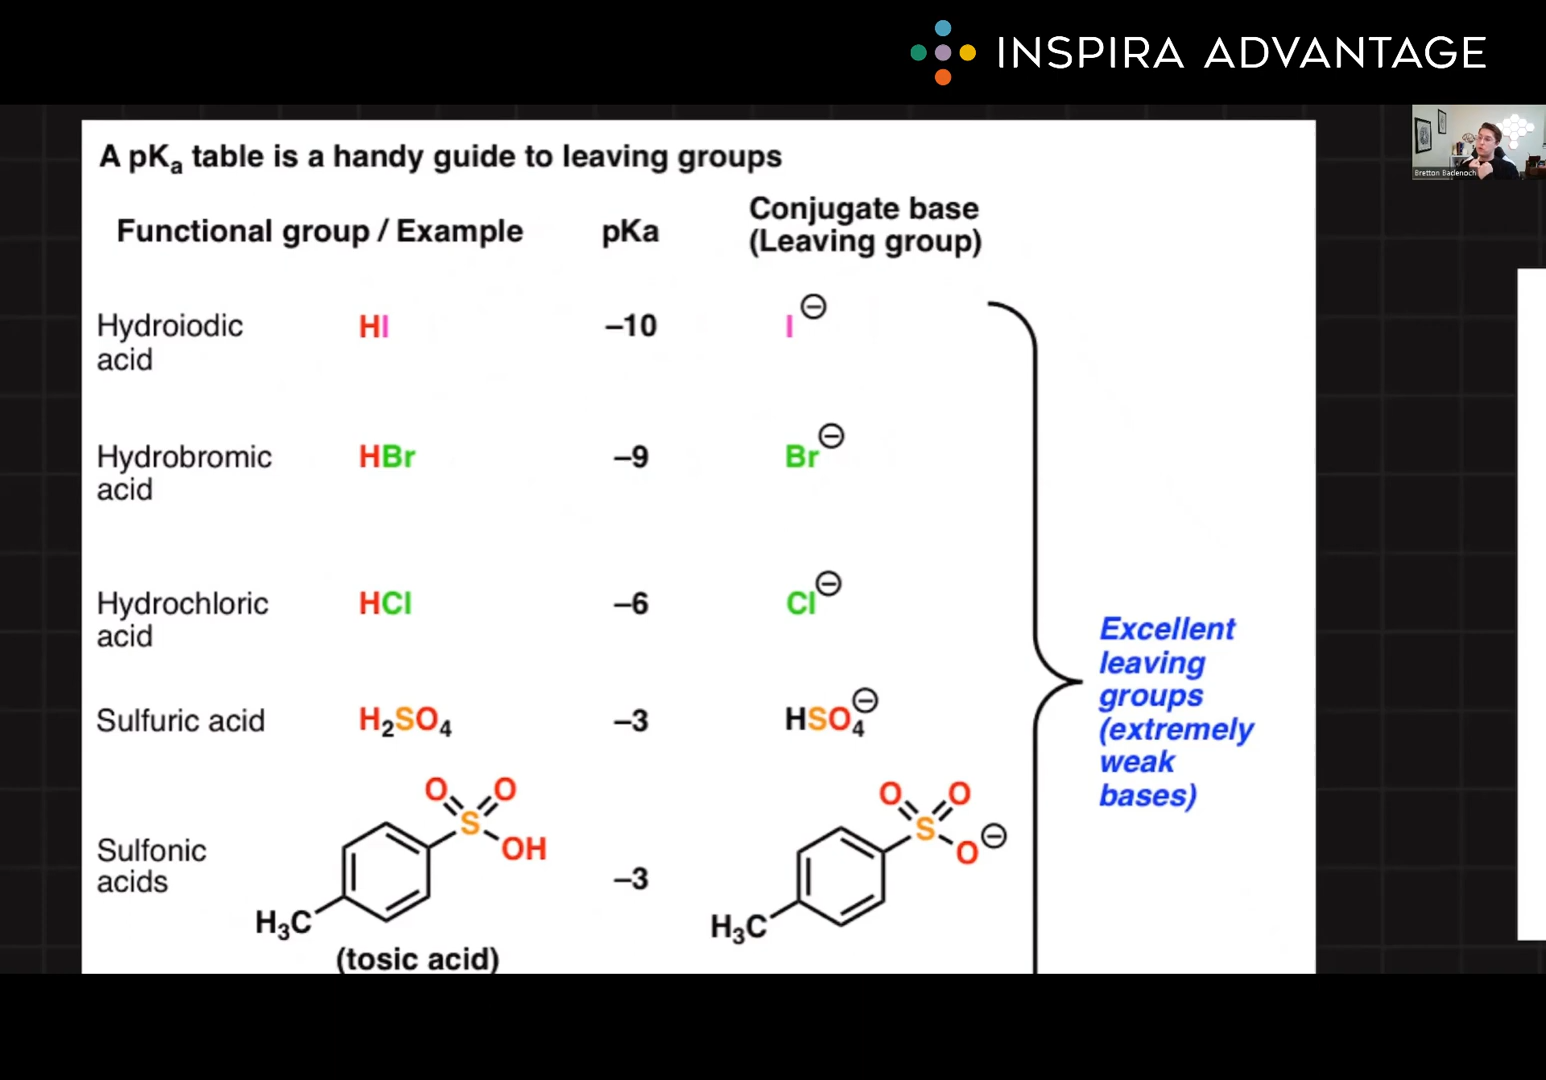 INSPIRA ADVANTAGE
Bretton Badenoch
A pKa table is a handy guide to leaving groups
Functional group / Example pKa Conjugate base
(Leaving group)
Hydroiodic
acid
HI –10 I⊖
Hydrobromic
acid
HBr –9 Br⊖
Hydrochloric
acid
HCl –6 Cl⊖
Sulfuric acid H₂SO₄ –3 HSO₄⊖
Excellent
leaving
groups
(extremely
weak
bases)
Sulfonic
acids
O O
S
OH
H₃C
–3
O O
S
O⊖
H₃C
(tosic acid)